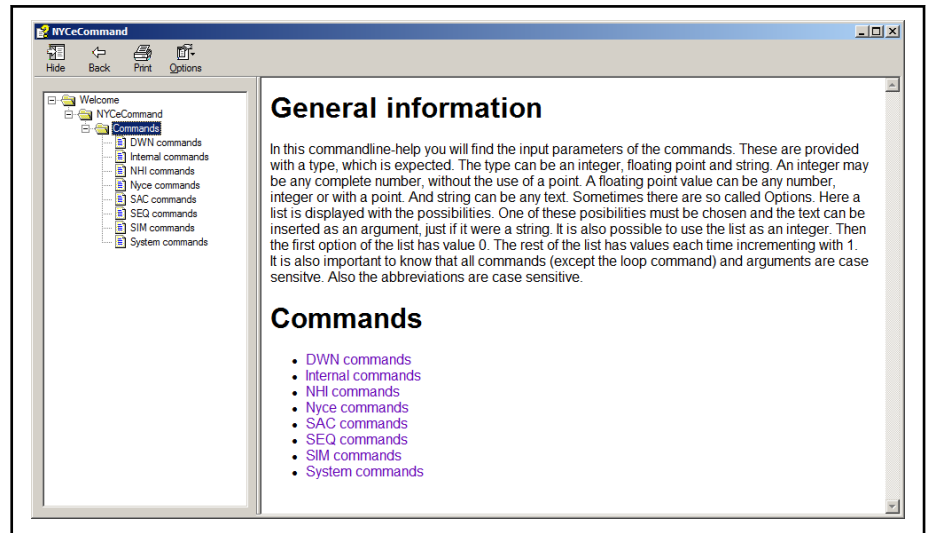 NYCeCommand
Hide Back Print Options
Welcome
NYCeCommand
Commands
DWN commands
Internal commands
NHI commands
Nyce commands
SAC commands
SEQ commands
SIM commands
System commands
General information
In this commandline-help you will find the input parameters of the commands. These are provided
with a type, which is expected. The type can be an integer, floating point and string. An integer may
be any complete number, without the use of a point. A floating point value can be any number,
integer or with a point. And string can be any text. Sometimes there are so called Options. Here a
list is displayed with the possibilities. One of these posibilities must be chosen and the text can be
inserted as an argument, just if it were a string. It is also possible to use the list as an integer. Then
the first option of the list has value 0. The rest of the list has values each time incrementing with 1.
It is also important to know that all commands (except the loop command) and arguments are case
sensitve. Also the abbreviations are case sensitive.
Commands
• DWN commands
• Internal commands
• NHI commands
• Nyce commands
• SAC commands
• SEQ commands
• SIM commands
• System commands